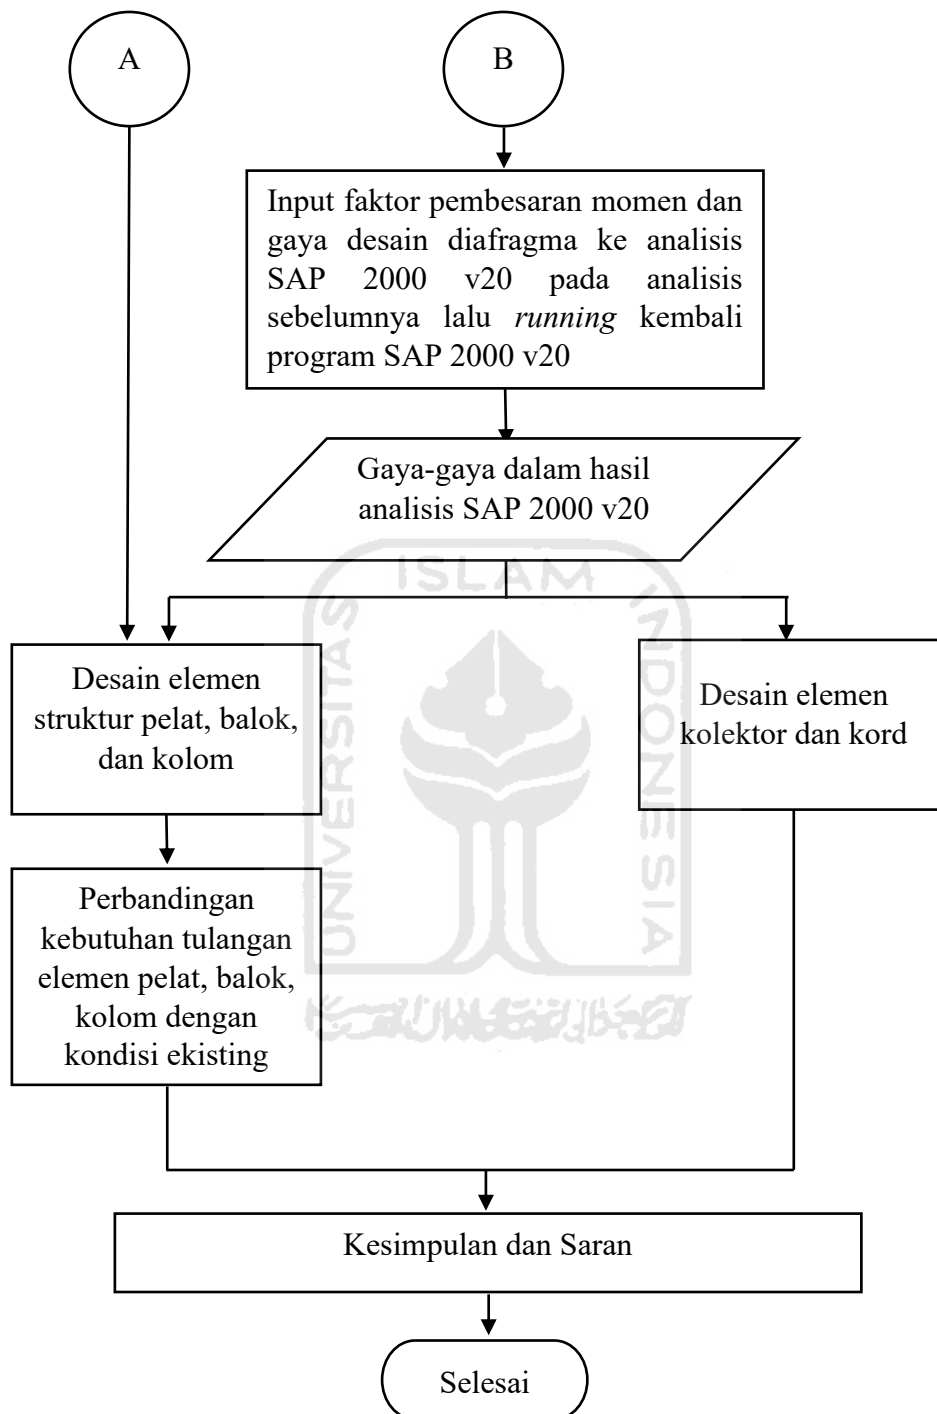 A
B
Input faktor pembesaran momen dan
gaya desain diafragma ke analisis
SAP 2000 v20 pada analisis
sebelumnya lalu running kembali
program SAP 2000 v20
Gaya-gaya dalam hasil
analisis SAP 2000 v20
ISLAM
UNIVERSITAS
INDONESIA
Desain elemen
struktur pelat, balok,
dan kolom
Desain elemen
kolektor dan kord
Perbandingan
kebutuhan tulangan
elemen pelat, balok,
kolom dengan
kondisi ekisting
Kesimpulan dan Saran
Selesai